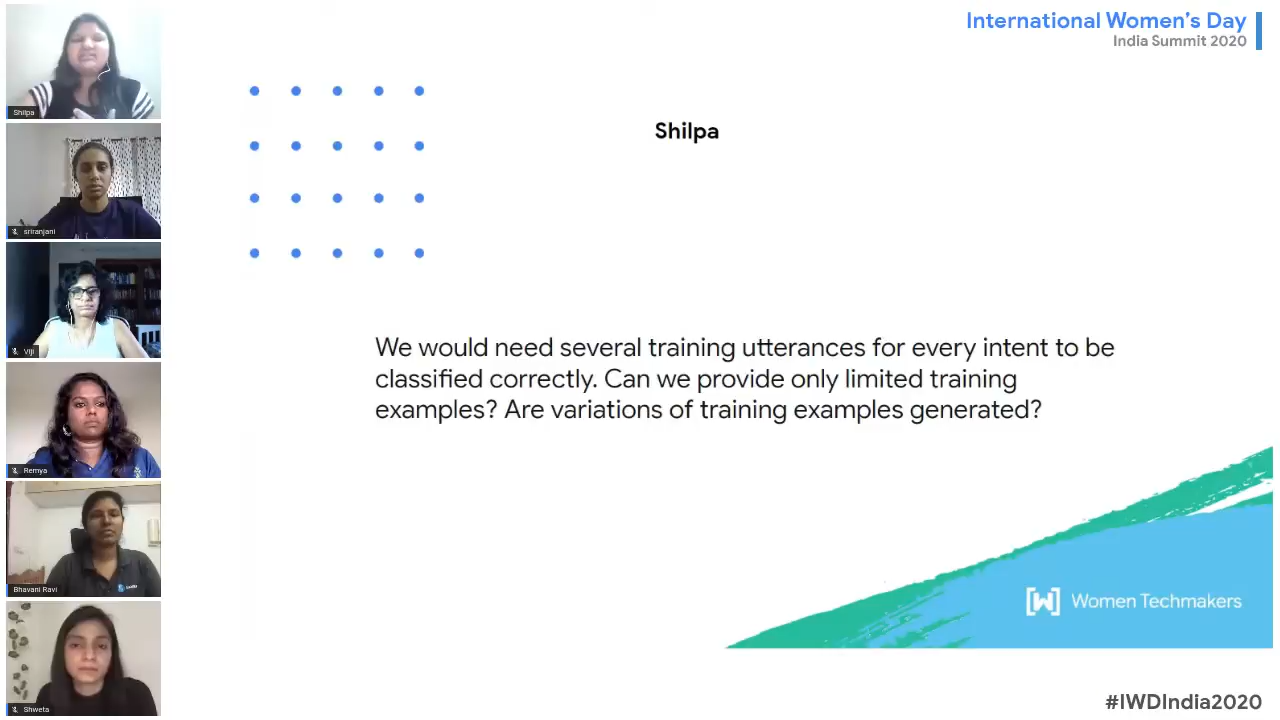 International Women's Day
India Summit 2020
Shilpa
sriranjani
Viji
Remya
Bhavani Ravi
Shweta
Shilpa
We would need several training utterances for every intent to be
classified correctly. Can we provide only limited training
examples? Are variations of training examples generated?
[W] Women Techmakers
#IWDIndia2020